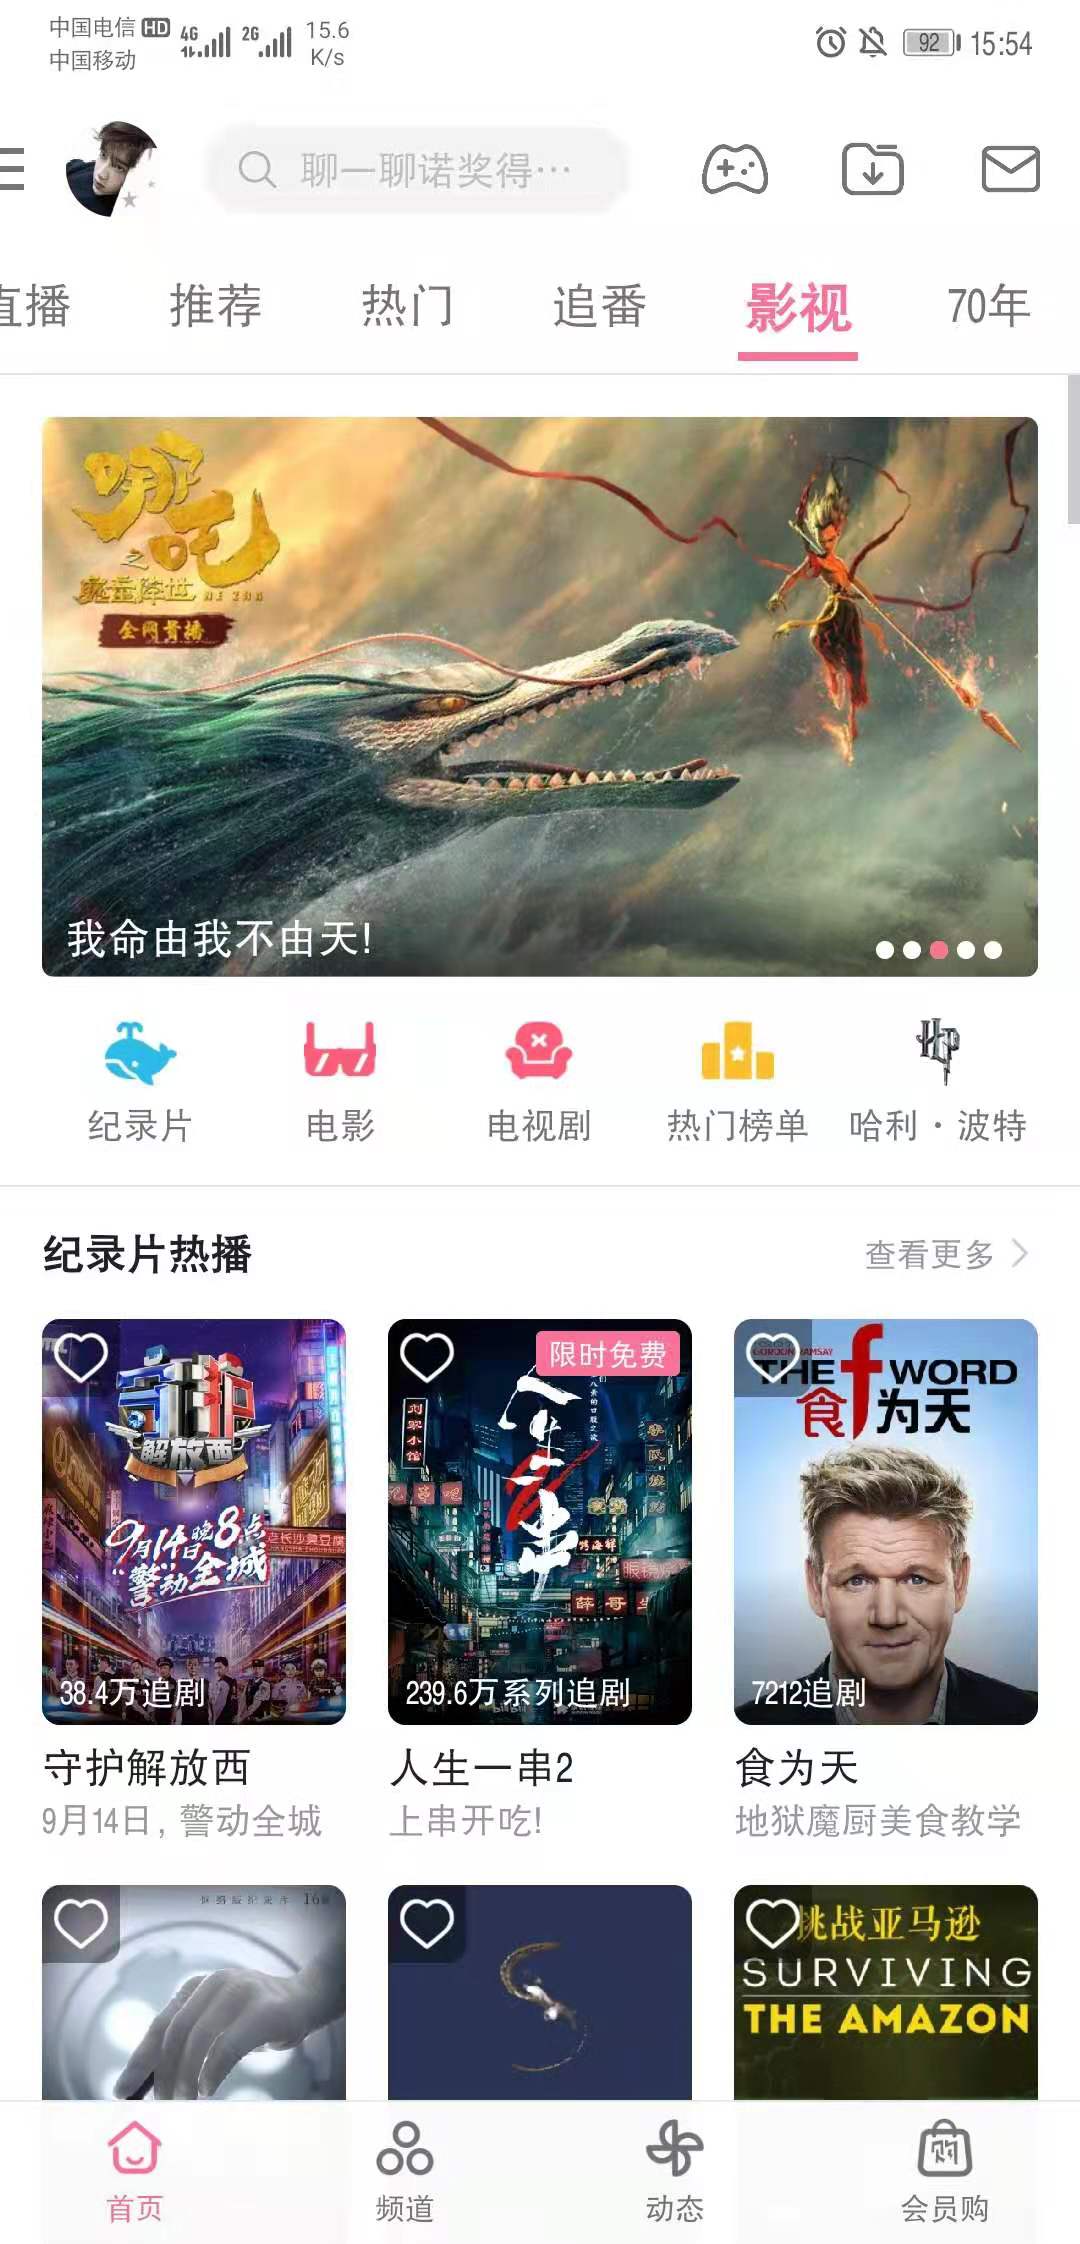 中国电信 HD 4G 2G 15.6
中国移动 K/s
92 15:54
聊一聊诺奖得…
直播 推荐 热门 追番 影视 70年
哪吒
之
魔童降世
NE ZHA
全网首播
我命由我不由天!
纪录片 电影 电视剧 热门榜单 哈利·波特
纪录片热播 查看更多
守护
解放西
9月14日晚8点
警动全城
老长沙臭豆腐
38.4万追剧
限时免费
人生一串
239.6万系列追剧
GORDON RAMSAY
THE f WORD
食为天
7212追剧
守护解放西 人生一串2 食为天
9月14日, 警动全城 上串开吃! 地狱魔厨美食教学
挑战亚马逊
SURVIVING
THE AMAZON
首页 频道 动态 会员购